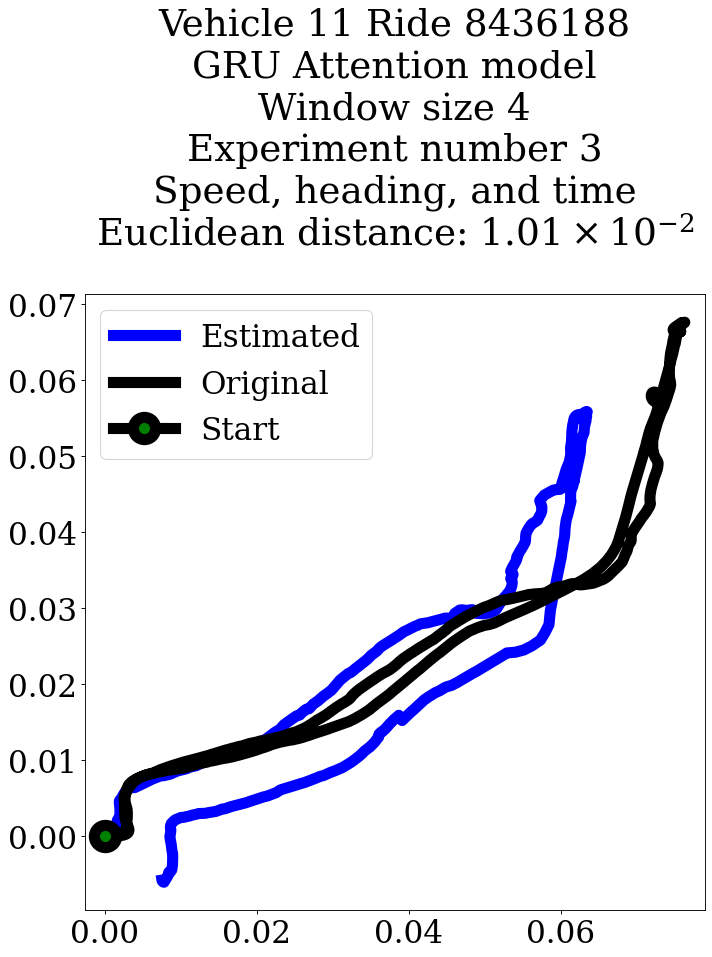 Vehicle 11 Ride 8436188
GRU Attention model
Window size 4
Experiment number 3
Speed, heading, and time
Euclidean distance: 1.01 × 10⁻²
Estimated
Original
Start
0.07
0.06
0.05
0.04
0.03
0.02
0.01
0.00
0.00 0.02 0.04 0.06